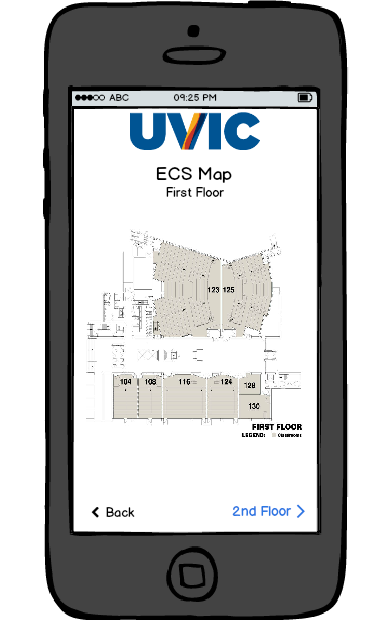 ABC 09:25 PM
UVIC
ECS Map
First Floor
123 125
104 108 116 124 128
130
FIRST FLOOR
LEGEND: Classrooms
Back 2nd Floor